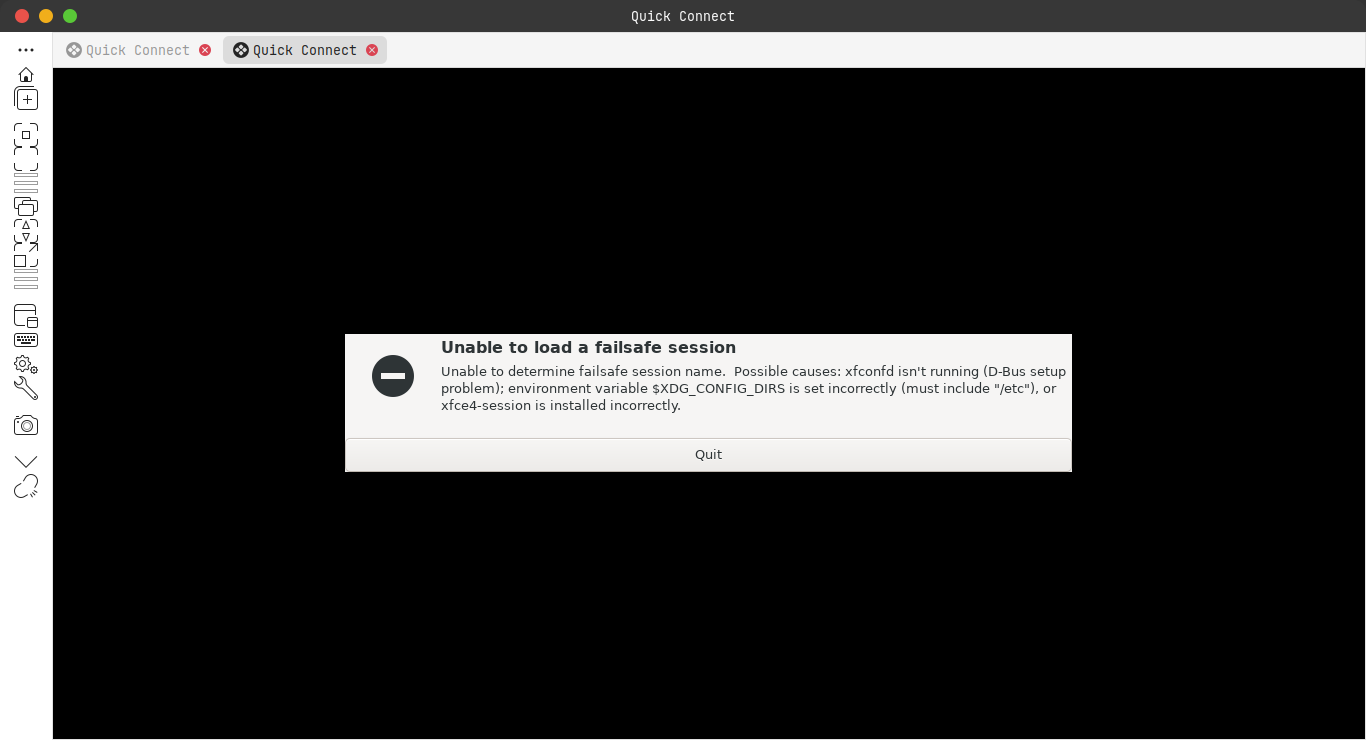 Quick Connect
Quick Connect
Quick Connect
Unable to load a failsafe session
Unable to determine failsafe session name.  Possible causes: xfconfd isn't running (D-Bus setup
problem); environment variable $XDG_CONFIG_DIRS is set incorrectly (must include "/etc"), or
xfce4-session is installed incorrectly.
Quit